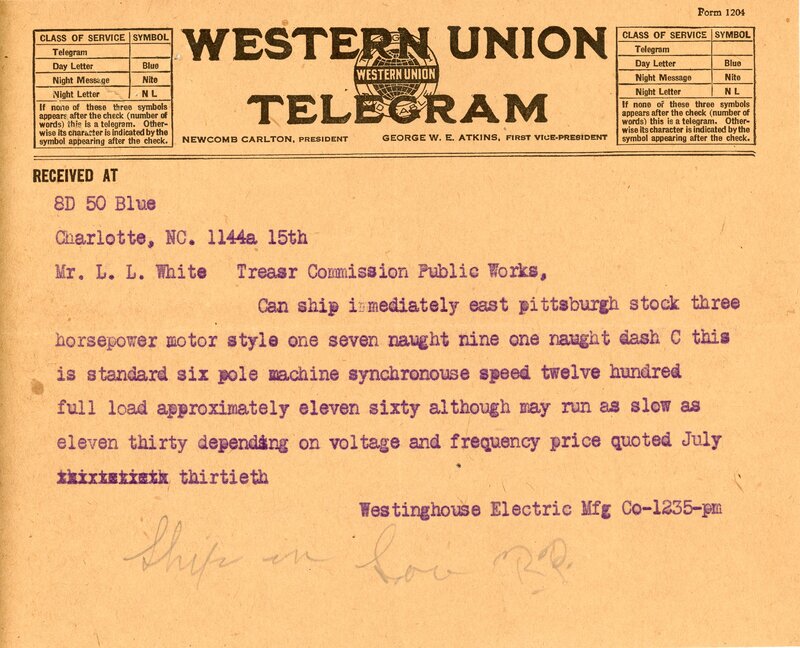 Form 1204
CLASS OF SERVICE SYMBOL
Telegram
Day Letter Blue
Night Message Nite
Night Letter N L
If none of these three symbols
appears after the check (number of
words) this is a telegram. Other-
wise its character is indicated by the
symbol appearing after the check.
WESTERN UNION
WESTERN UNION
TELEGRAM
NEWCOMB CARLTON, PRESIDENT GEORGE W. E. ATKINS, FIRST VICE-PRESIDENT
CLASS OF SERVICE SYMBOL
Telegram
Day Letter Blue
Night Message Nite
Night Letter N L
If none of these three symbols
appears after the check (number of
words) this is a telegram. Other-
wise its character is indicated by the
symbol appearing after the check.
RECEIVED AT
8D 50 Blue
Charlotte, NC. 1144a 15th
Mr. L. L. White Treasr Commission Public Works,
Can ship immediately east pittsburgh stock three
horsepower motor style one seven naught nine one naught dash C this
is standard six pole machine synchronouse speed twelve hundred
full load approximately eleven sixty although may run as slow as
eleven thirty depending on voltage and frequency price quoted July
thirtieth
Westinghouse Electric Mfg Co-1235-pm
Ship on Sou RR.